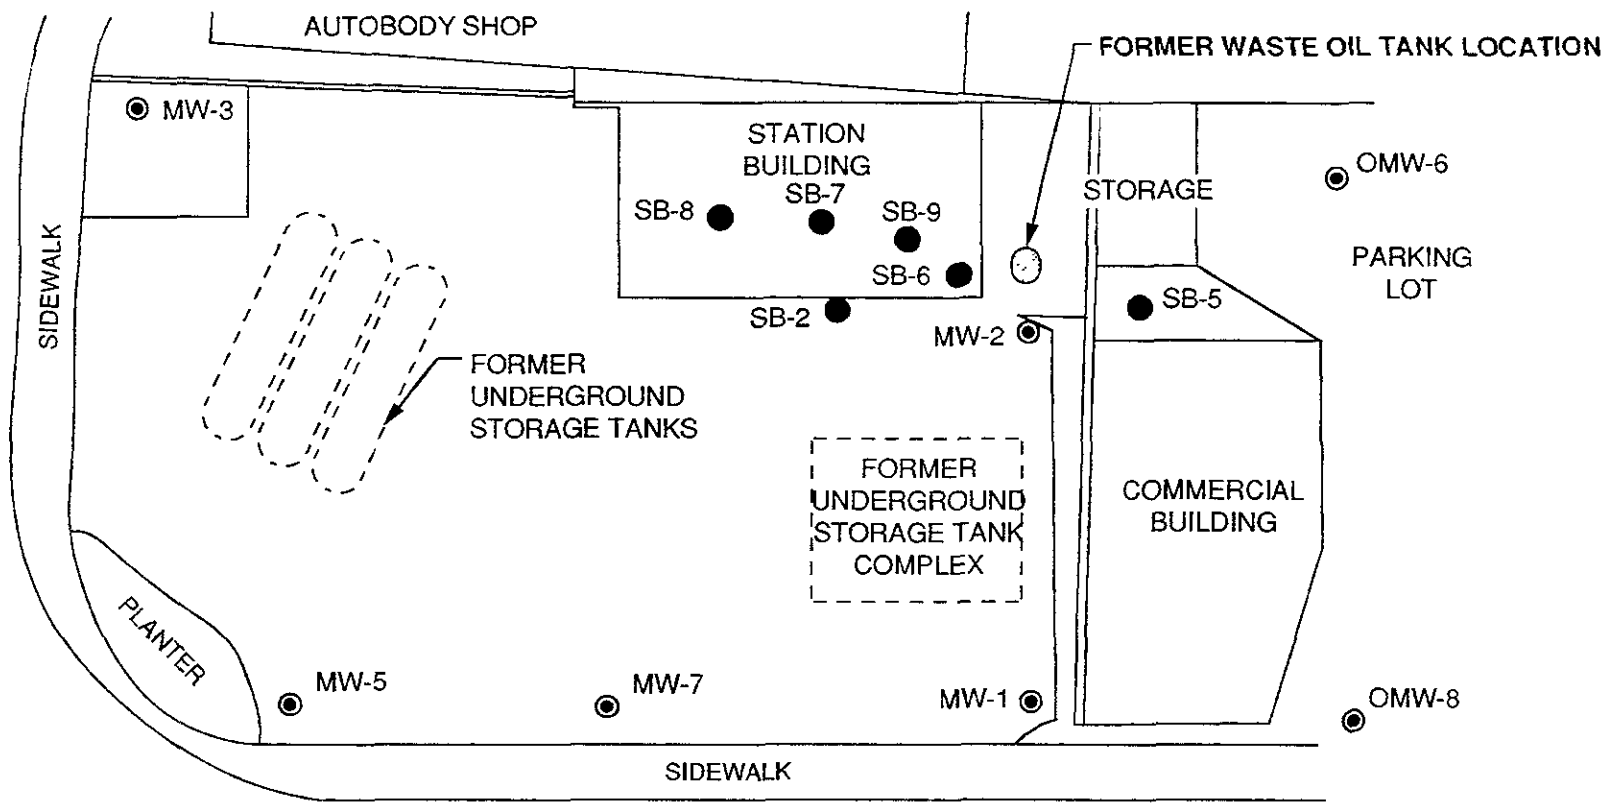 AUTOBODY SHOP
FORMER WASTE OIL TANK LOCATION
MW-3
STATION
BUILDING
OMW-6
STORAGE
SB-8
SB-7
SB-9
SIDEWALK
PARKING
LOT
SB-6
SB-5
SB-2
MW-2
FORMER
UNDERGROUND
STORAGE TANKS
FORMER
UNDERGROUND
STORAGE TANK
COMPLEX
COMMERCIAL
BUILDING
PLANTER
MW-5
MW-7
MW-1
OMW-8
SIDEWALK